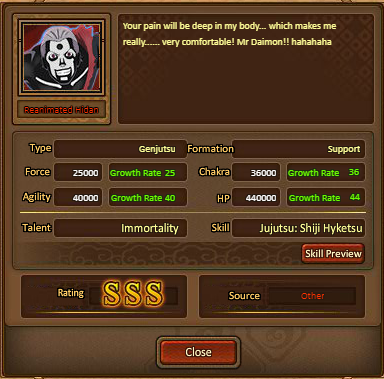 Your pain will be deep in my body... which makes me
really...... very comfortable! Mr Daimon!! hahahaha
Reanimated Hidan
Type Genjutsu Formation Support
Force 25000 Growth Rate 25 Chakra 36000 Growth Rate 36
Agility 40000 Growth Rate 40 HP 440000 Growth Rate 44
Talent Immortality Skill Jujutsu: Shiji Hyketsu
Skill Preview
Rating SSS Source Other
Close